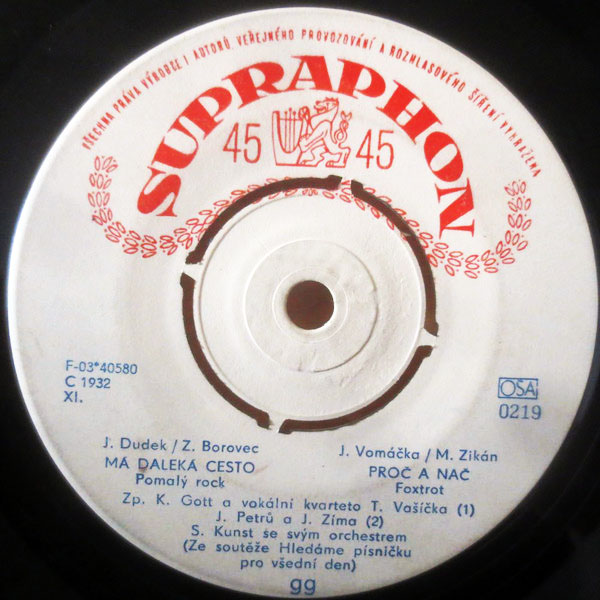 VŠECHNA PRÁVA VÝROBCE I AUTORŮ, VEŘEJNÉHO PROVOZOVÁNÍ A ROZHLASOVÉHO ŠÍŘENÍ VYHRAŽENA
SUPRAPHON
45 45
F-03*40580
C 1932
XI.
OSA
0219
J. Dudek / Z. Borovec
MÁ DALEKÁ CESTO
Pomalý rock
J. Vomáčka / M. Zikán
PROČ A NAČ
Foxtrot
Zp. K. Gott a vokální kvarteto T. Vašíčka (1)
J. Petrů a J. Zíma (2)
S. Kunst se svým orchestrem
(Ze soutěže Hledáme písničku
pro všední den)
gg